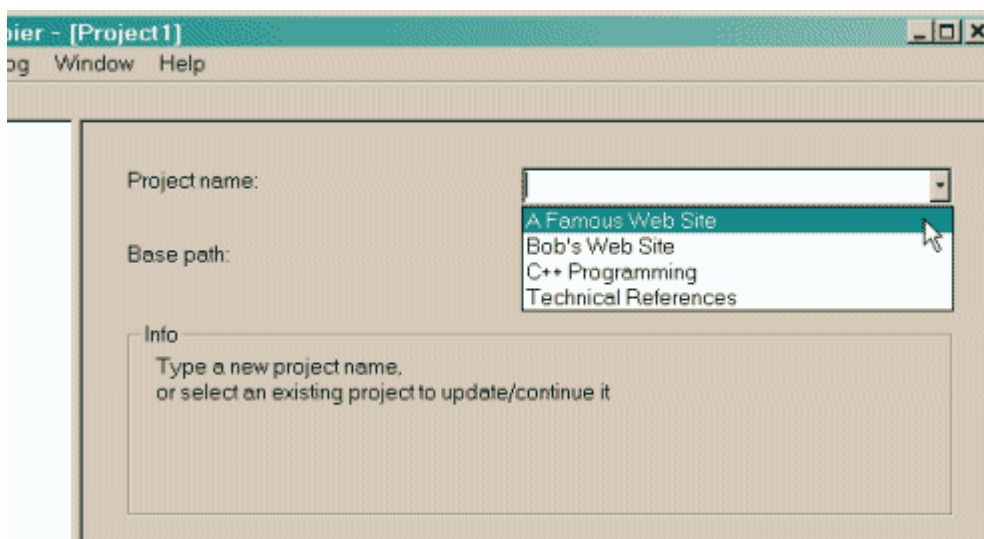 pier - [Project1]
og Window Help
Project name:
A Famous Web Site
Bob's Web Site
C++ Programming
Technical References
Base path:
Info
Type a new project name,
or select an existing project to update/continue it